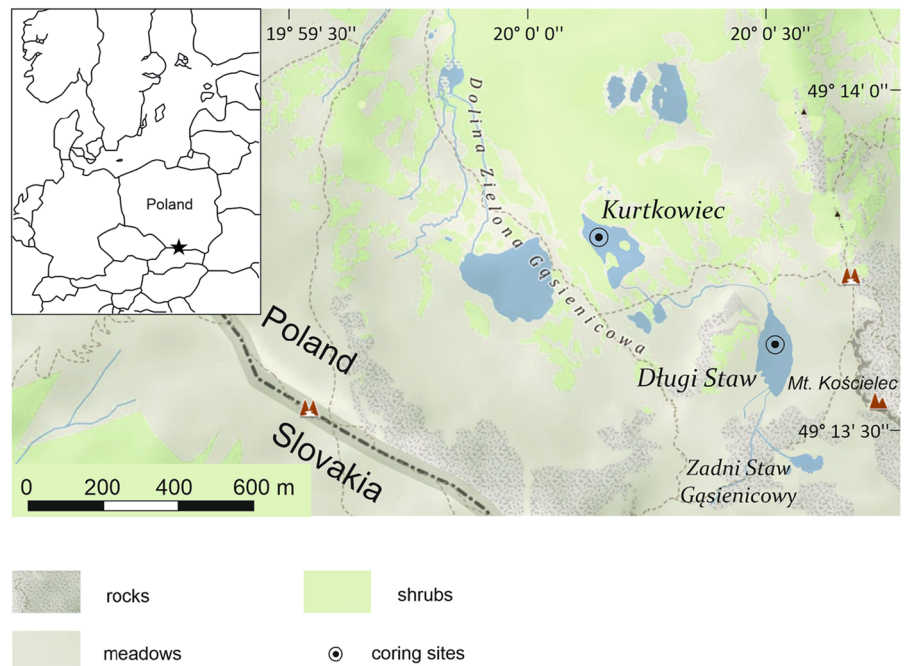 19° 59' 30''
20° 0' 0''
20° 0' 30''
49° 14' 0''
Poland
Dolina Zielona Gąsienicowa
Kurtkowiec
Poland
Długi Staw
Mt. Kościelec
49° 13' 30''
Slovakia
Zadni Staw
Gąsienicowy
0 200 400 600 m
rocks
shrubs
meadows
coring sites